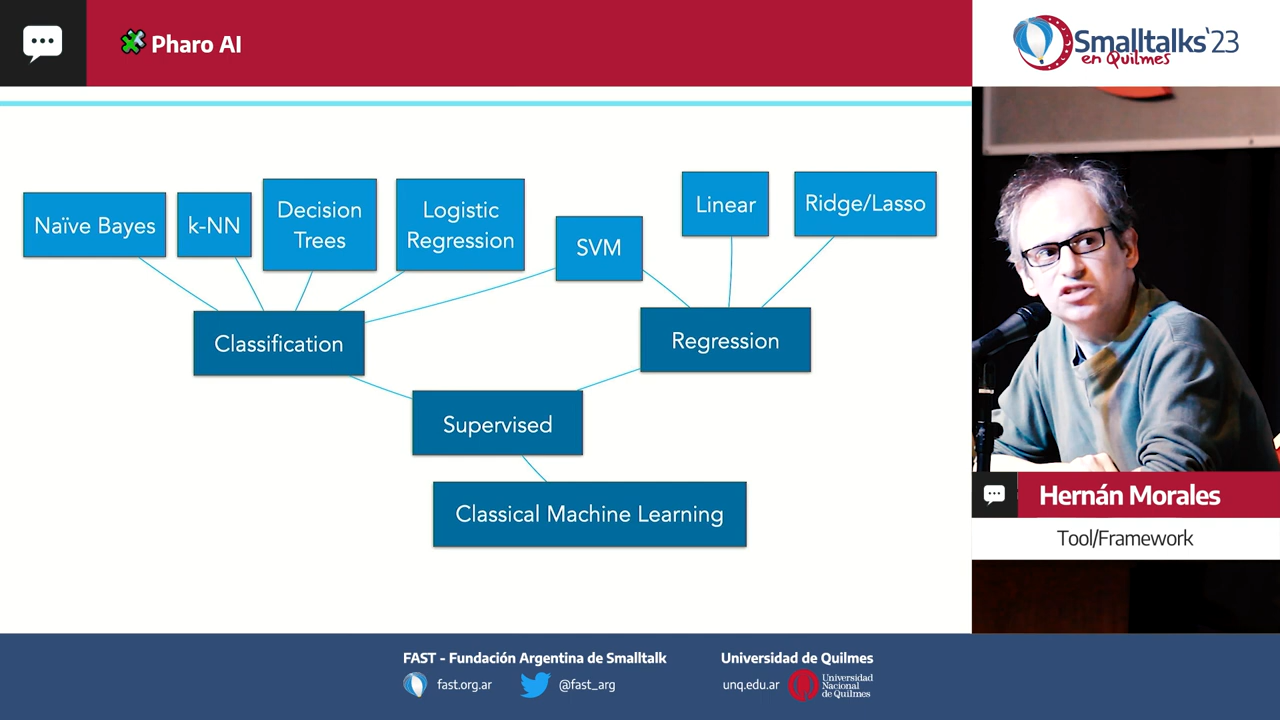 Pharo AI
Smalltalks'23
en Quilmes
Naïve Bayes
k-NN
Decision
Trees
Logistic
Regression
SVM
Linear
Ridge/Lasso
Classification
Regression
Supervised
Classical Machine Learning
Hernán Morales
Tool/Framework
FAST - Fundación Argentina de Smalltalk
fast.org.ar
@fast_arg
Universidad de Quilmes
unq.edu.ar
Universidad
Nacional
de Quilmes